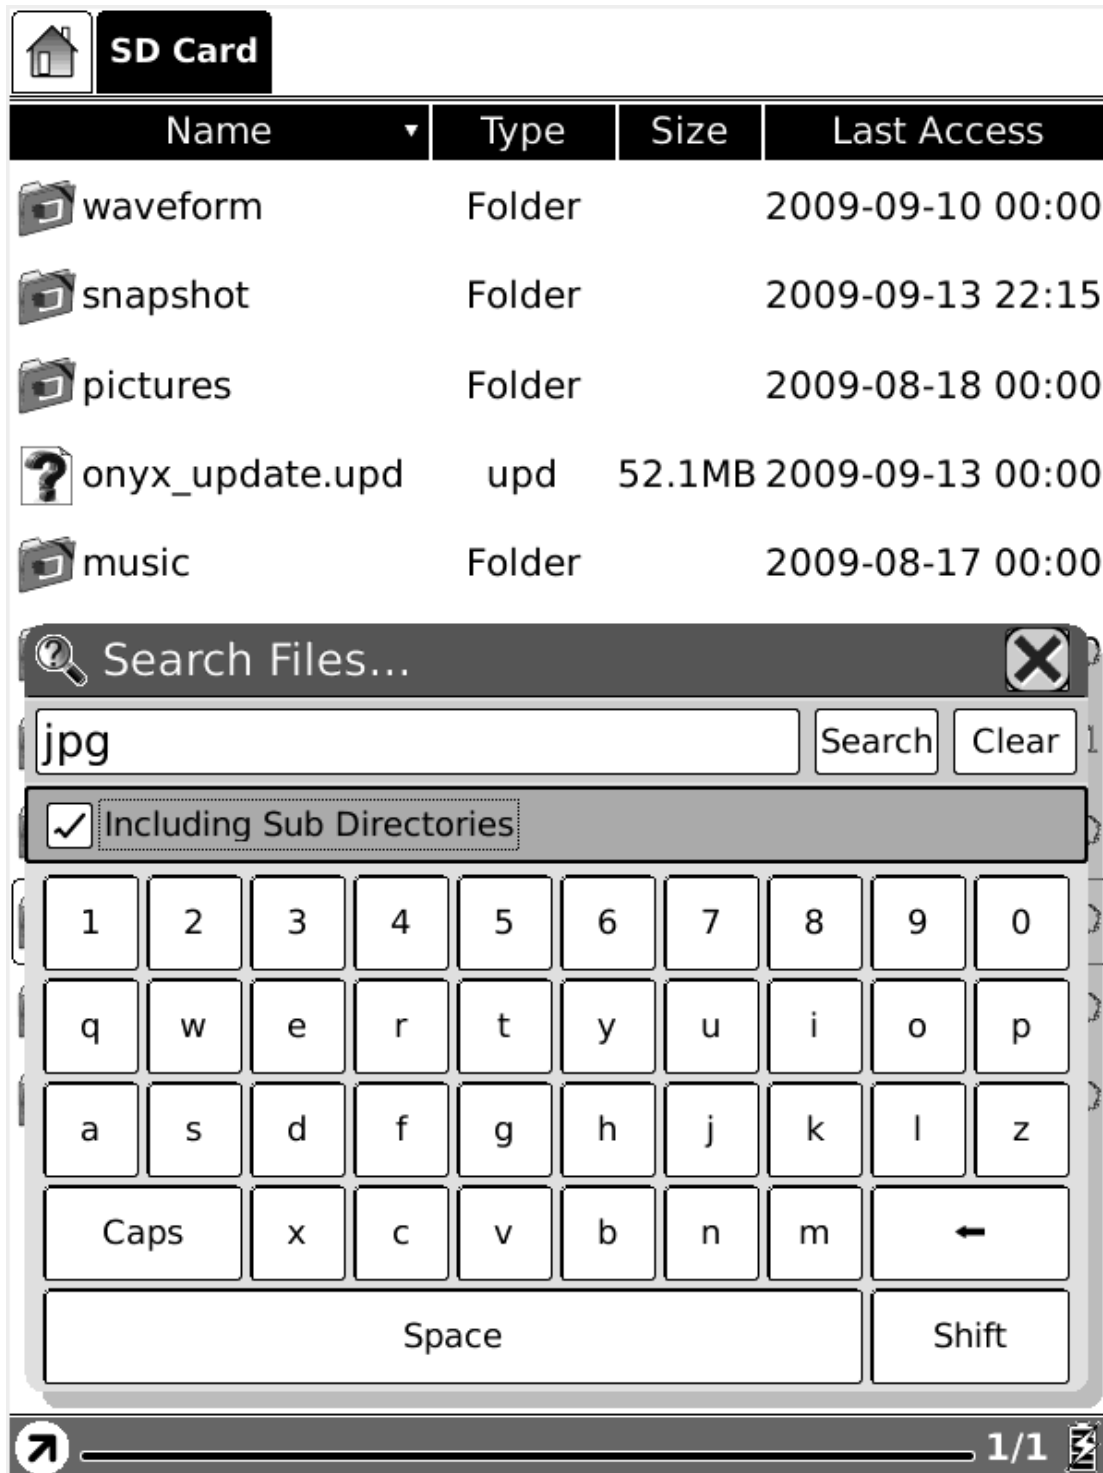 SD Card
Name Type Size Last Access
waveform Folder 2009-09-10 00:00
snapshot Folder 2009-09-13 22:15
pictures Folder 2009-08-18 00:00
onyx_update.upd upd 52.1MB 2009-09-13 00:00
music Folder 2009-08-17 00:00
Search Files...
jpg Search Clear
Including Sub Directories
1 2 3 4 5 6 7 8 9 0
q w e r t y u i o p
a s d f g h j k l z
Caps x c v b n m
Space Shift
1/1